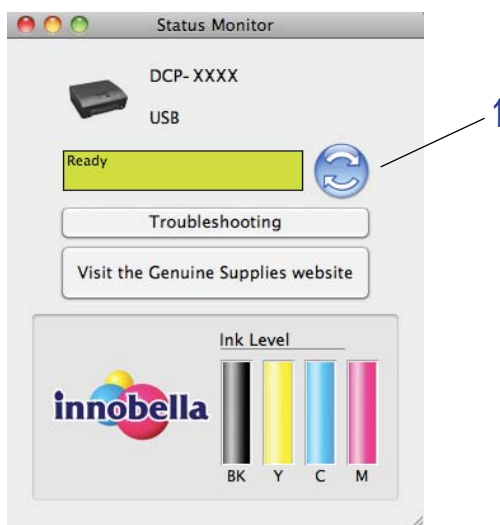 Status Monitor
DCP-XXXX
USB
Ready
1
Troubleshooting
Visit the Genuine Supplies website
Ink Level
innobella
BK Y C M